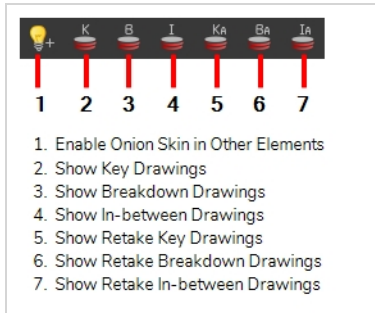 K B I KA BA IA
+
1 2 3 4 5 6 7
1. Enable Onion Skin in Other Elements
2. Show Key Drawings
3. Show Breakdown Drawings
4. Show In-between Drawings
5. Show Retake Key Drawings
6. Show Retake Breakdown Drawings
7. Show Retake In-between Drawings